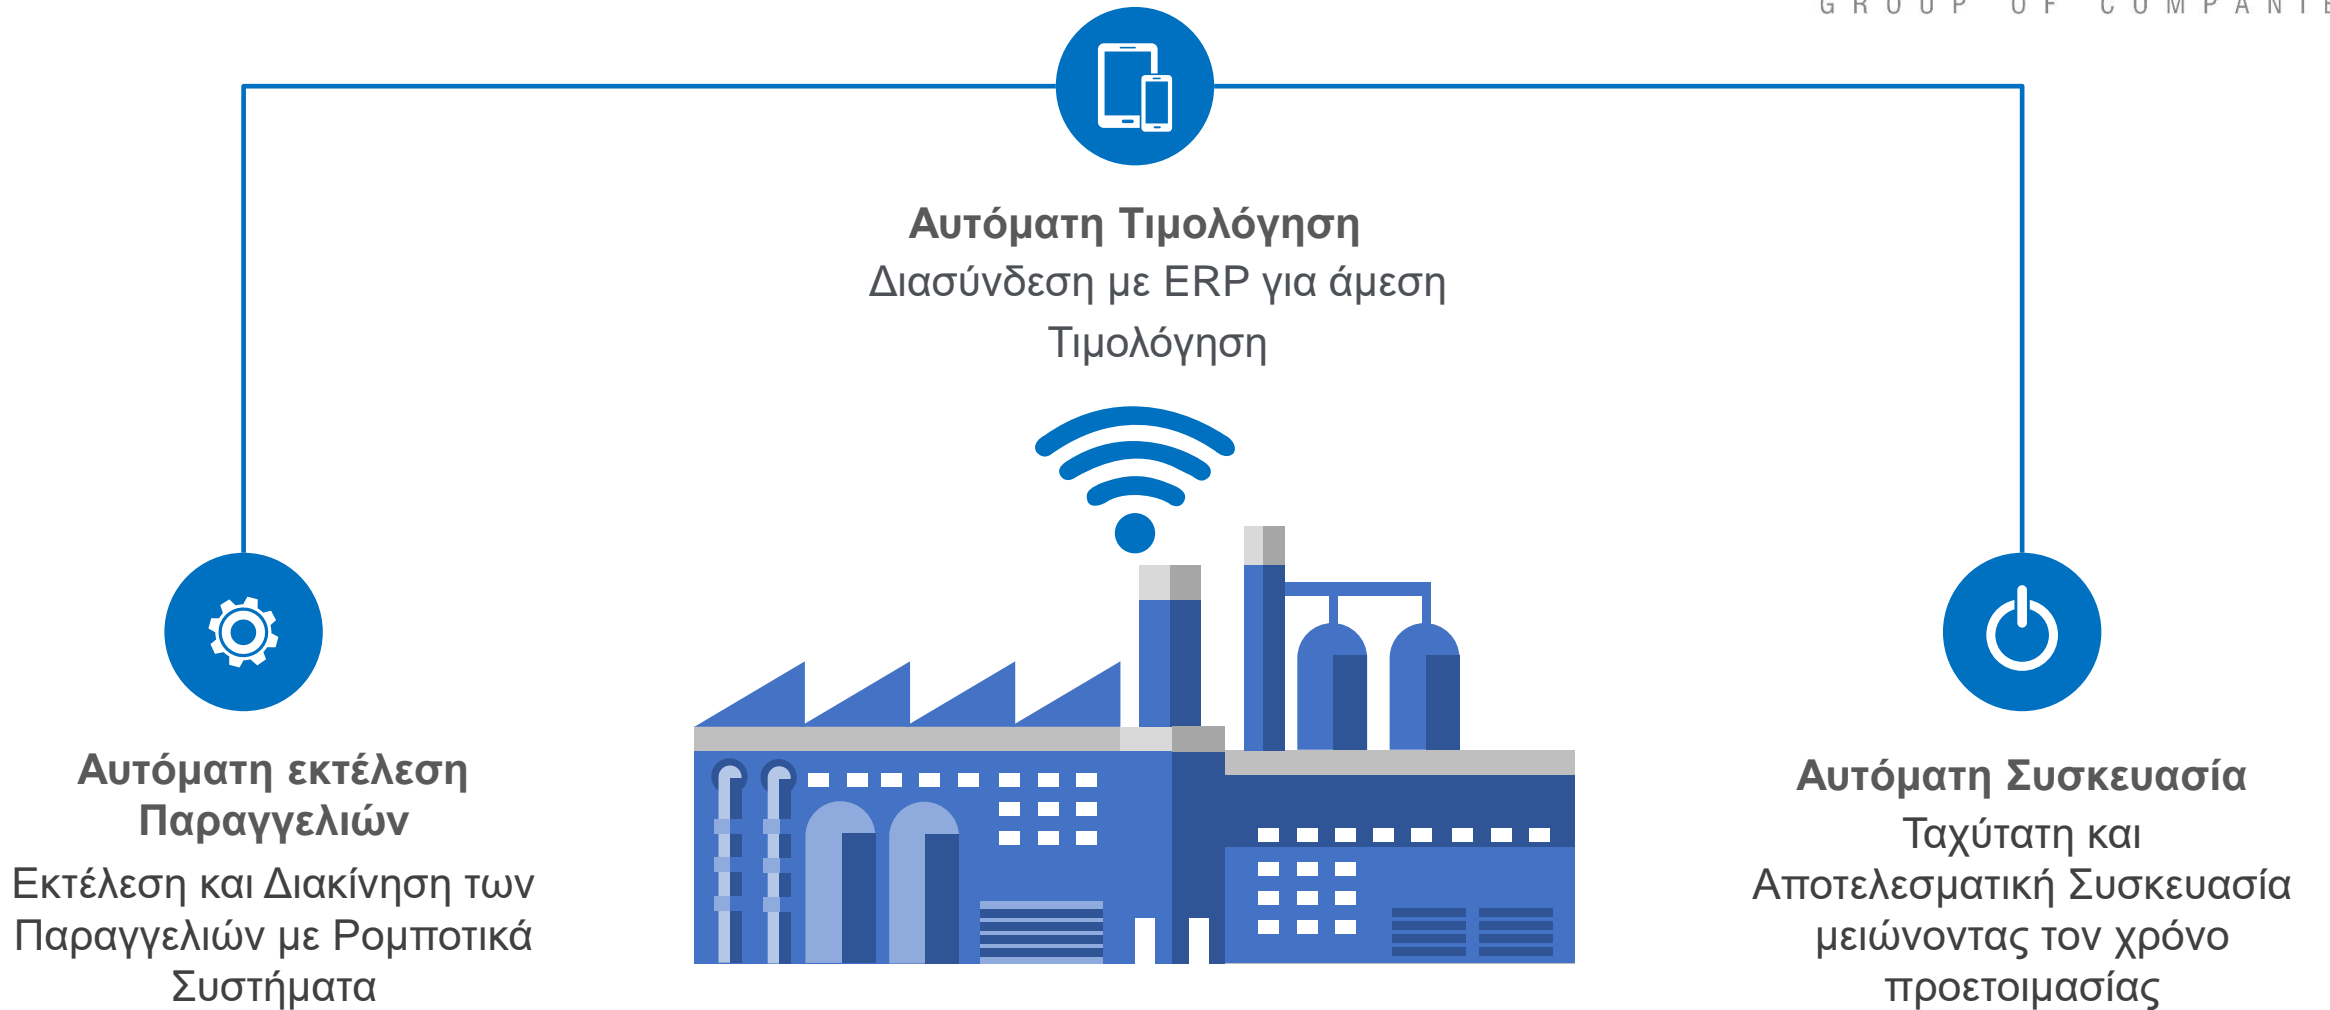 GROUP OF COMPANIE
Αυτόματη Τιμολόγηση
Διασύνδεση με ERP για άμεση
Τιμολόγηση
Αυτόματη εκτέλεση
Παραγγελιών
Εκτέλεση και Διακίνηση των
Παραγγελιών με Ρομποτικά
Συστήματα
Αυτόματη Συσκευασία
Ταχύτατη και
Αποτελεσματική Συσκευασία
μειώνοντας τον χρόνο
προετοιμασίας